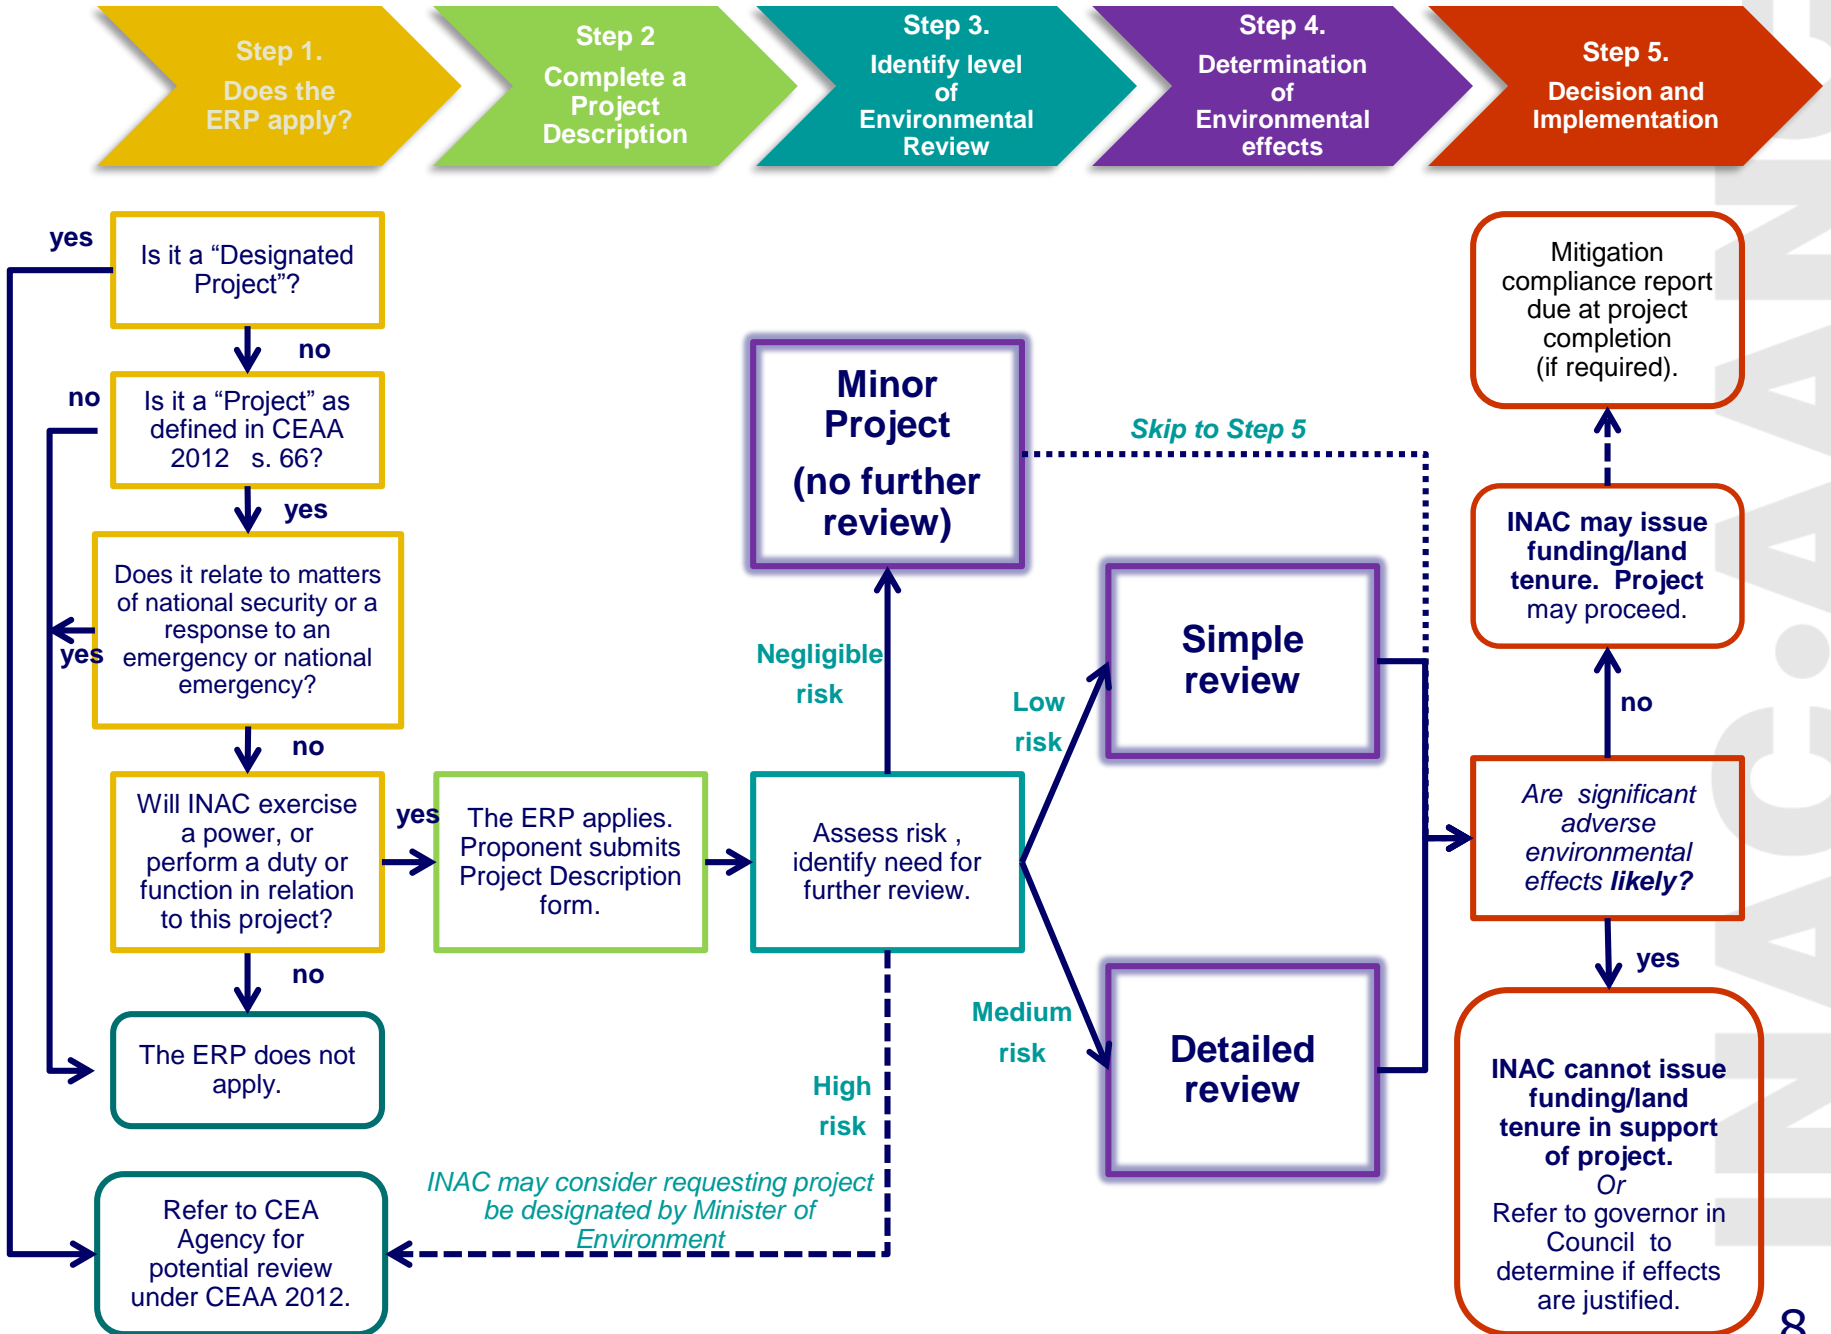 Step 1.
Does the
ERP apply?
Step 2
Complete a
Project
Description
Step 3.
Identify level
of
Environmental
Review
Step 4.
Determination
of
Environmental
effects
Step 5.
Decision and
Implementation
yes
Is it a “Designated
Project”?
no
no
Is it a “Project” as
defined in CEAA
2012 s. 66?
yes
Does it relate to matters
of national security or a
response to an
emergency or national
emergency?
yes
no
Will INAC exercise
a power, or
perform a duty or
function in relation
to this project?
yes
no
The ERP does not
apply.
Refer to CEA
Agency for
potential review
under CEAA 2012.
The ERP applies.
Proponent submits
Project Description
form.
Assess risk ,
identify need for
further review.
Negligible
risk
Minor
Project
(no further
review)
Skip to Step 5
Low
risk
Simple
review
Medium
risk
Detailed
review
High
risk
INAC may consider requesting project
be designated by Minister of
Environment
Mitigation
compliance report
due at project
completion
(if required).
INAC may issue
funding/land
tenure. Project
may proceed.
no
Are significant
adverse
environmental
effects likely?
yes
INAC cannot issue
funding/land
tenure in support
of project.
Or
Refer to governor in
Council to
determine if effects
are justified.
INAC•AANC
8